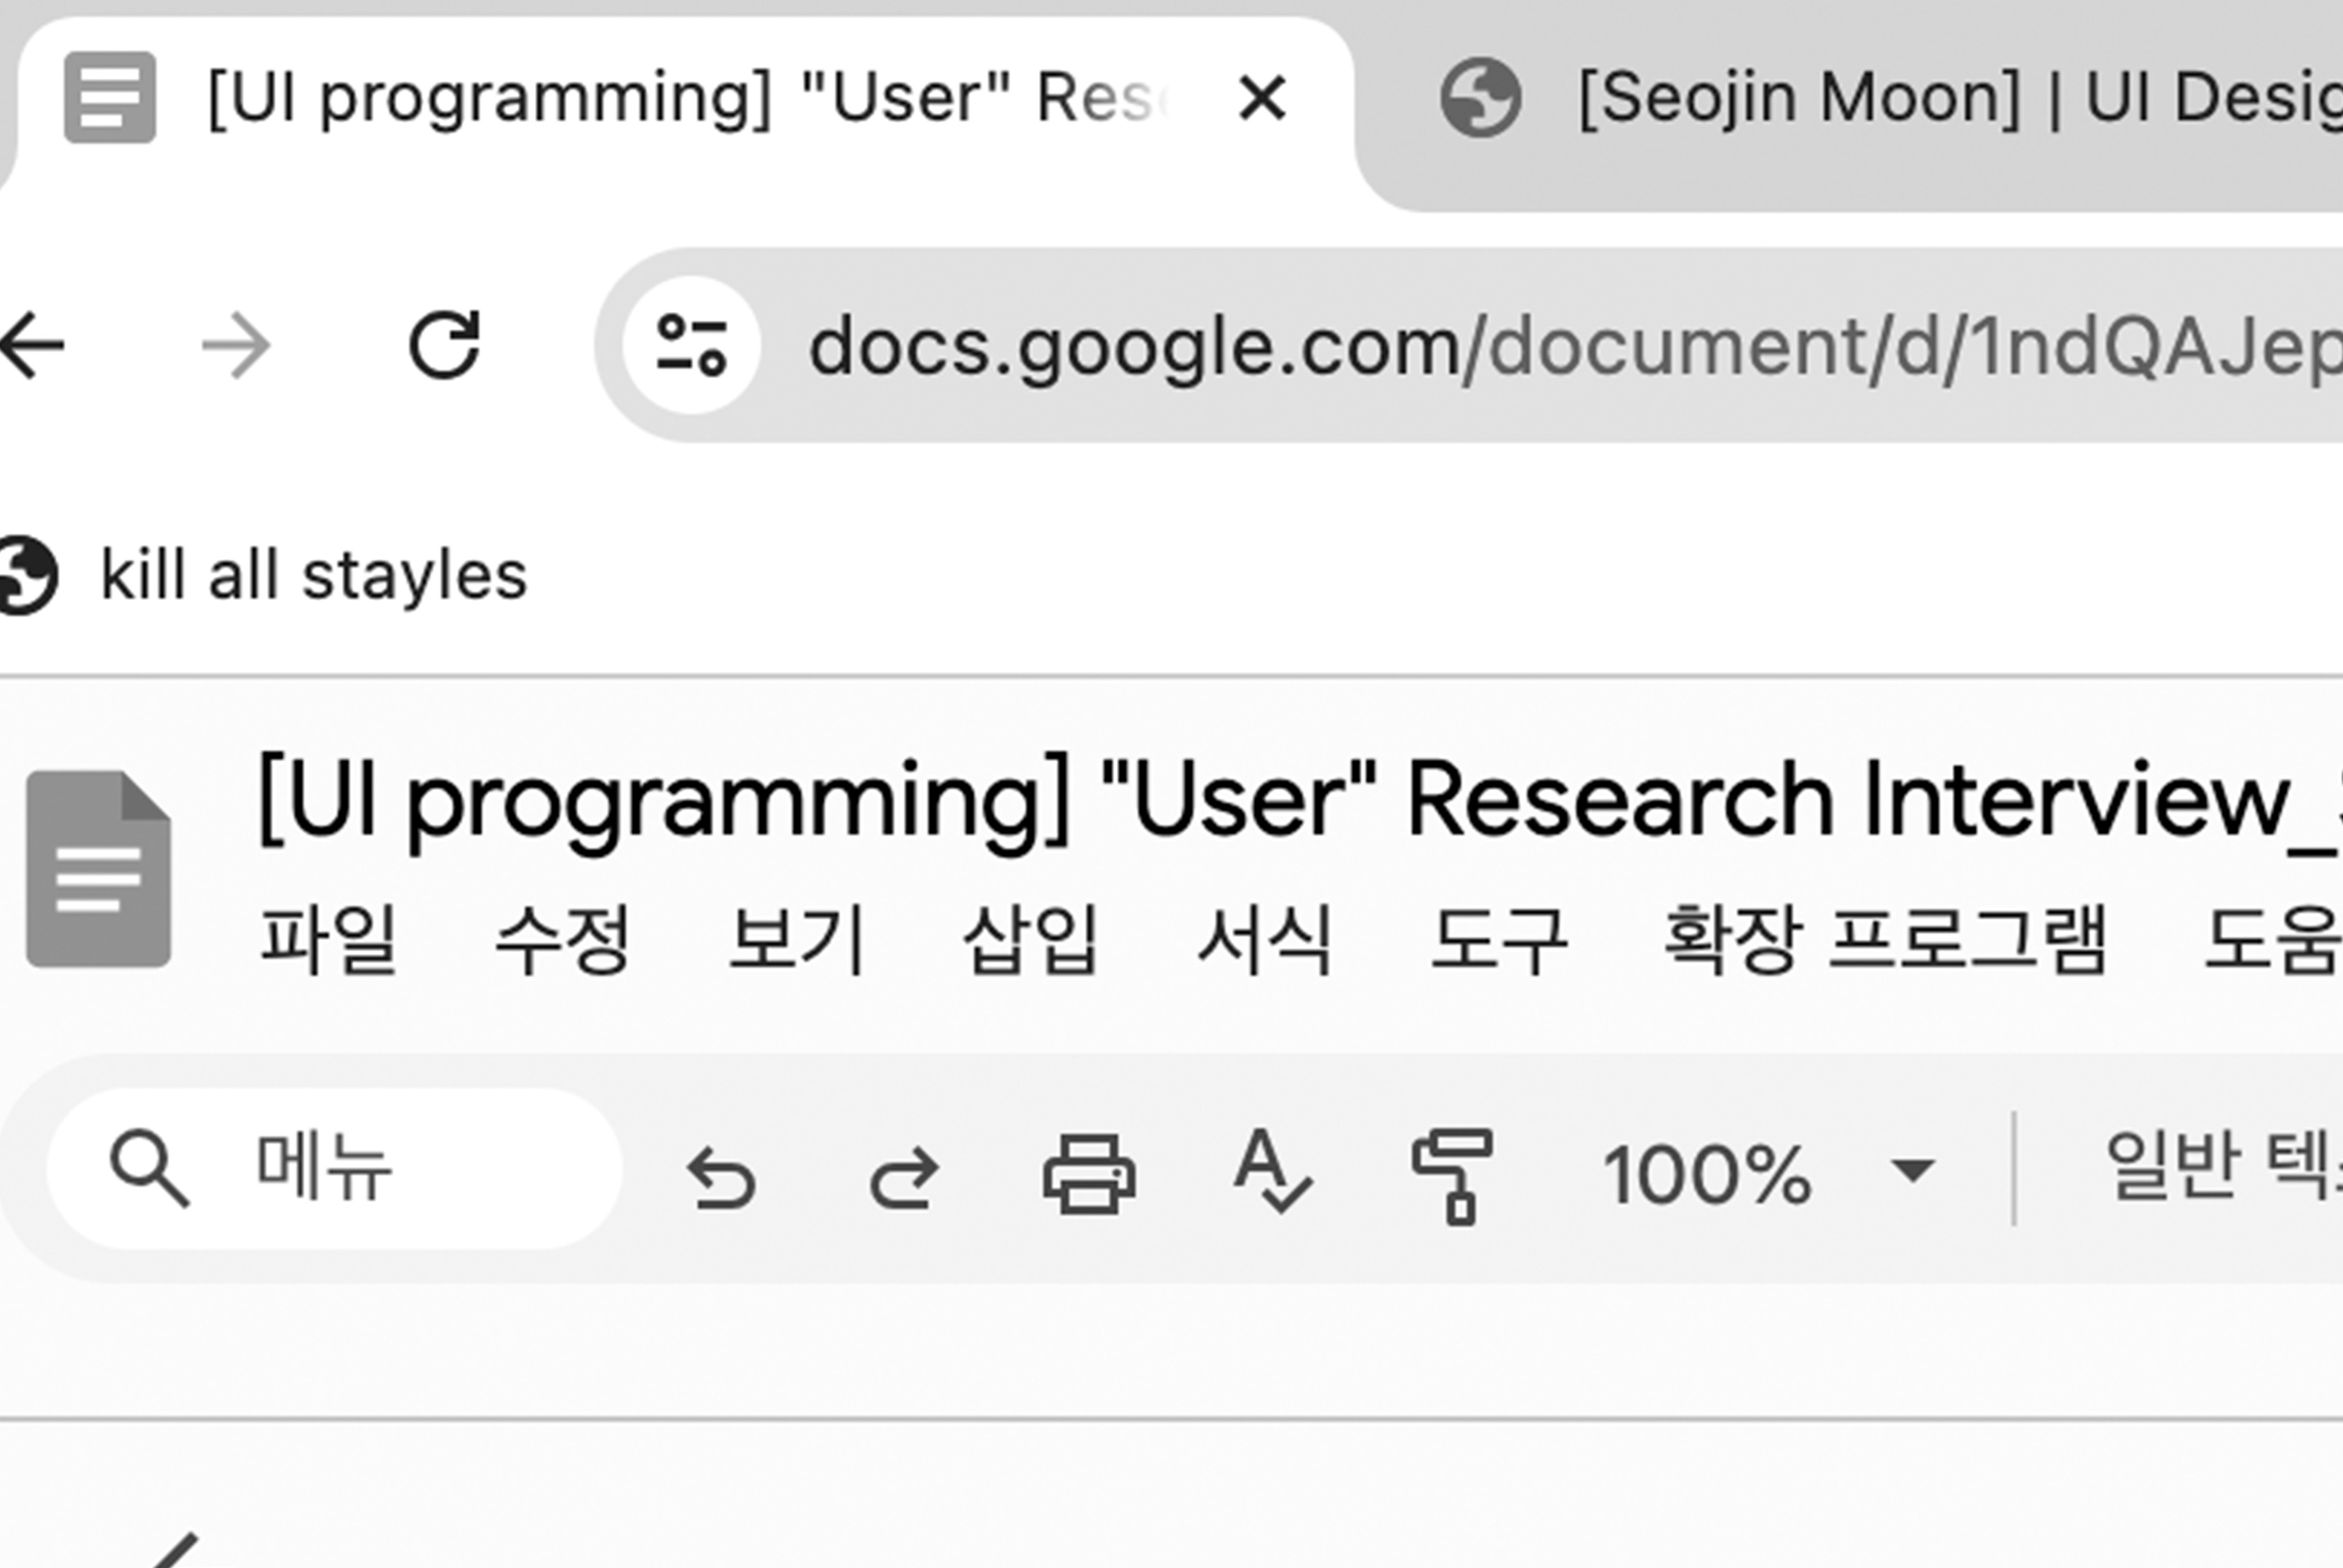 [UI programming] "User" Res
[Seojin Moon] | UI Desig
docs.google.com/document/d/1ndQAJep
kill all stayles
[UI programming] "User" Research Interview_
파일 수정 보기 삽입 서식 도구 확장 프로그램 도움
메뉴 100% 일반